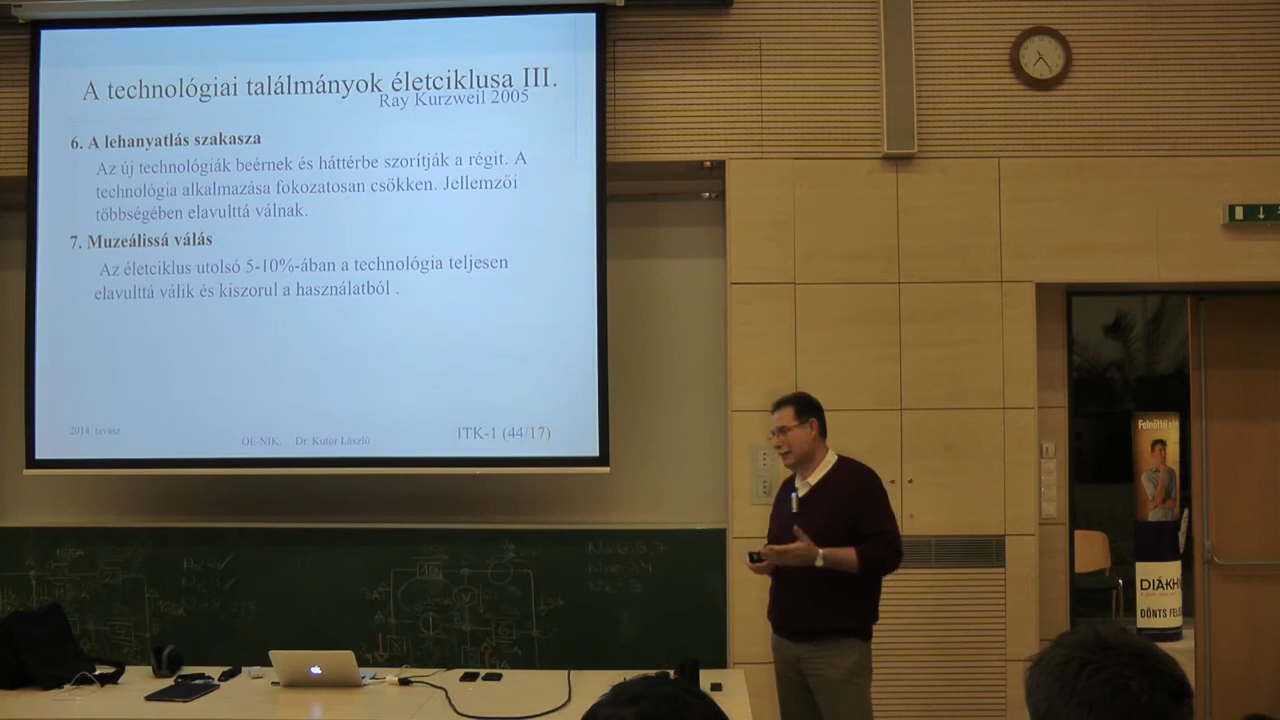 A technológiai találmányok életciklusa III.
Ray Kurzweil 2005
6. A lehanyatlás szakasza
Az új technológiák beérnek és háttérbe szorítják a régit. A
technológia alkalmazása fokozatosan csökken. Jellemzői
többségében elavulttá válnak.
7. Muzeálissá válás
Az életciklus utolsó 5-10%-ában a technológia teljesen
elavulttá válik és kiszorul a használatból .
2014. tavasz
OE-NIK. Dr. Kutor László
ITK-1 (44/17)
DIÁKH
DÖNTS